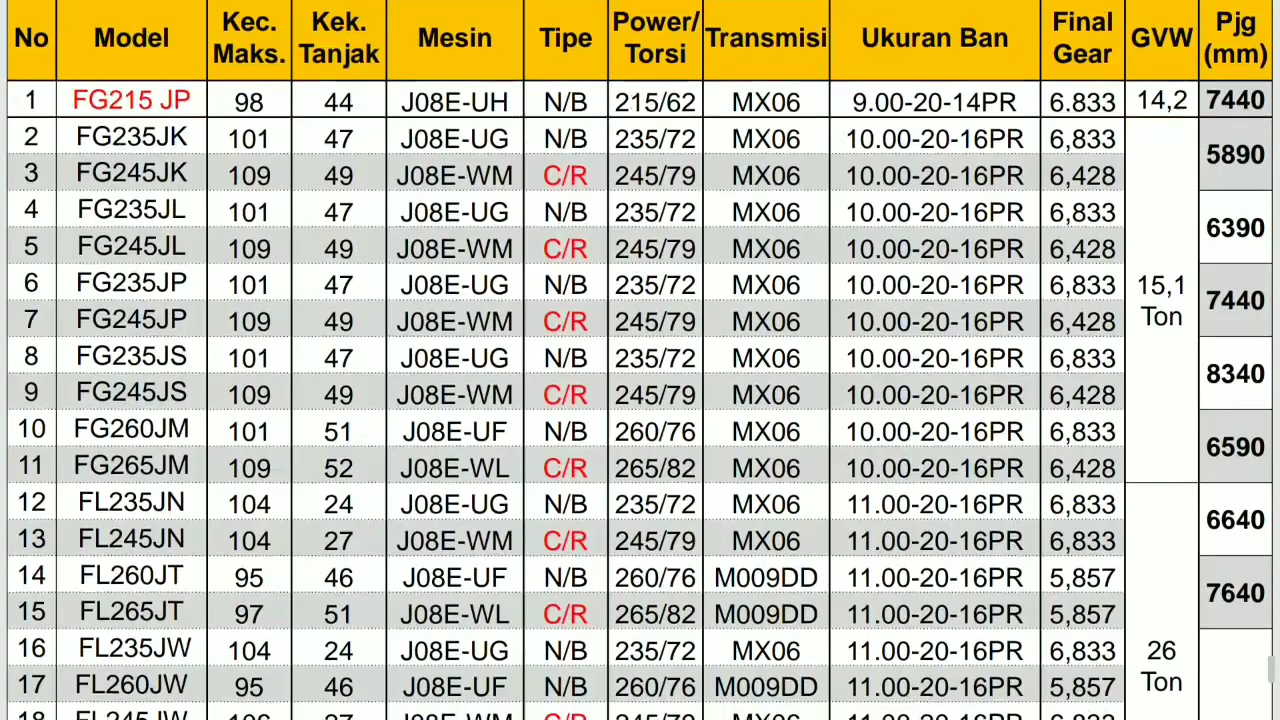 No Model Kec. Maks. Kek. Tanjak Mesin Tipe Power/ Torsi Transmisi Ukuran Ban Final Gear GVW Pjg (mm)
1 FG215 JP 98 44 J08E-UH N/B 215/62 MX06 9.00-20-14PR 6.833 14,2 7440
2 FG235JK 101 47 J08E-UG N/B 235/72 MX06 10.00-20-16PR 6,833
5890
3 FG245JK 109 49 J08E-WM C/R 245/79 MX06 10.00-20-16PR 6,428
4 FG235JL 101 47 J08E-UG N/B 235/72 MX06 10.00-20-16PR 6,833
6390
5 FG245JL 109 49 J08E-WM C/R 245/79 MX06 10.00-20-16PR 6,428
6 FG235JP 101 47 J08E-UG N/B 235/72 MX06 10.00-20-16PR 6,833
15,1 Ton 7440
7 FG245JP 109 49 J08E-WM C/R 245/79 MX06 10.00-20-16PR 6,428
8 FG235JS 101 47 J08E-UG N/B 235/72 MX06 10.00-20-16PR 6,833
8340
9 FG245JS 109 49 J08E-WM C/R 245/79 MX06 10.00-20-16PR 6,428
10 FG260JM 101 51 J08E-UF N/B 260/76 MX06 10.00-20-16PR 6,833
6590
11 FG265JM 109 52 J08E-WL C/R 265/82 MX06 10.00-20-16PR 6,428
12 FL235JN 104 24 J08E-UG N/B 235/72 MX06 11.00-20-16PR 6,833
6640
13 FL245JN 104 27 J08E-WM C/R 245/79 MX06 11.00-20-16PR 6,833
14 FL260JT 95 46 J08E-UF N/B 260/76 M009DD 11.00-20-16PR 5,857
7640
15 FL265JT 97 51 J08E-WL C/R 265/82 M009DD 11.00-20-16PR 5,857
16 FL235JW 104 24 J08E-UG N/B 235/72 MX06 11.00-20-16PR 6,833
26 Ton
17 FL260JW 95 46 J08E-UF N/B 260/76 M009DD 11.00-20-16PR 5,857